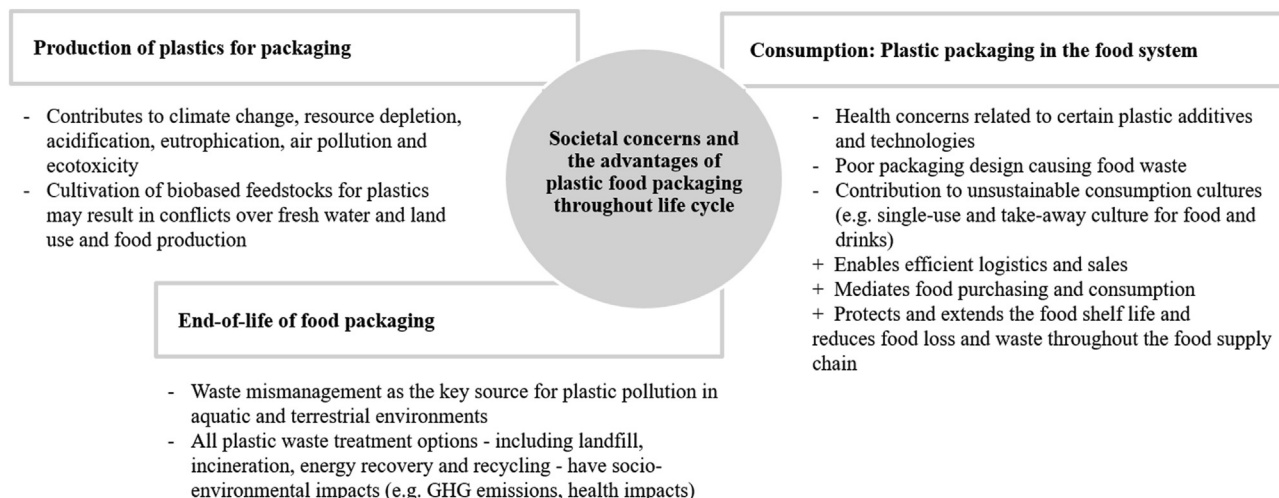 Production of plastics for packaging
- Contributes to climate change, resource depletion,
acidification, eutrophication, air pollution and
ecotoxicity
- Cultivation of biobased feedstocks for plastics
may result in conflicts over fresh water and land
use and food production
Societal concerns and
the advantages of
plastic food packaging
throughout life cycle
Consumption: Plastic packaging in the food system
- Health concerns related to certain plastic additives
and technologies
- Poor packaging design causing food waste
- Contribution to unsustainable consumption cultures
(e.g. single-use and take-away culture for food and
drinks)
+ Enables efficient logistics and sales
+ Mediates food purchasing and consumption
+ Protects and extends the food shelf life and
reduces food loss and waste throughout the food supply
chain
End-of-life of food packaging
- Waste mismanagement as the key source for plastic pollution in
aquatic and terrestrial environments
- All plastic waste treatment options - including landfill,
incineration, energy recovery and recycling - have socio-
environmental impacts (e.g. GHG emissions, health impacts)